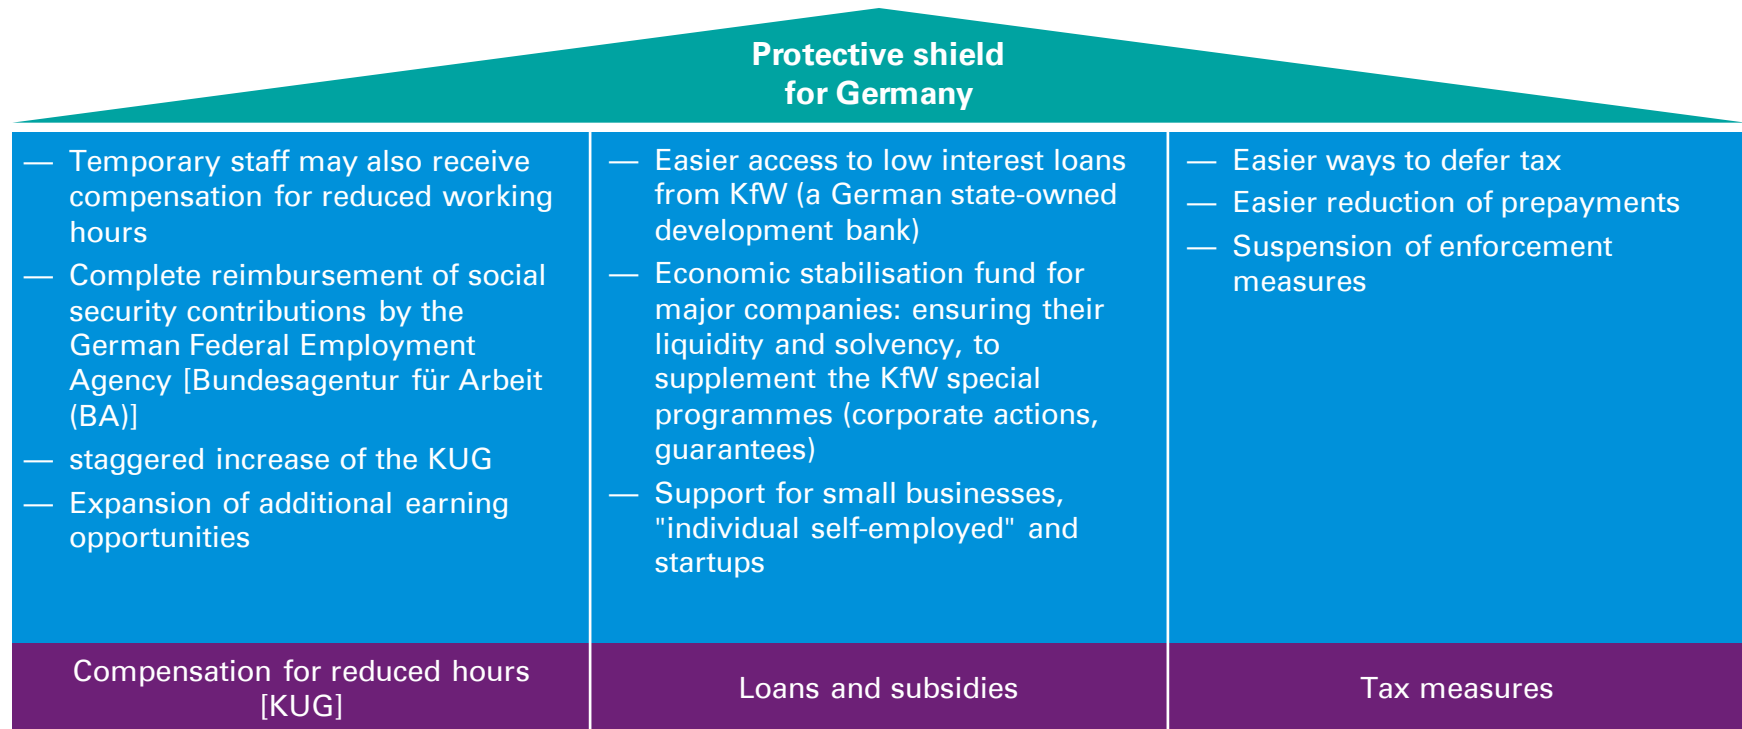 Protective shield
for Germany
— Temporary staff may also receive
compensation for reduced working
hours
— Complete reimbursement of social
security contributions by the
German Federal Employment
Agency [Bundesagentur für Arbeit
(BA)]
— staggered increase of the KUG
— Expansion of additional earning
opportunities
Compensation for reduced hours
[KUG]
— Easier access to low interest loans
from KfW (a German state-owned
development bank)
— Economic stabilisation fund for
major companies: ensuring their
liquidity and solvency, to
supplement the KfW special
programmes (corporate actions,
guarantees)
— Support for small businesses,
"individual self-employed" and
startups
Loans and subsidies
— Easier ways to defer tax
— Easier reduction of prepayments
— Suspension of enforcement
measures
Tax measures